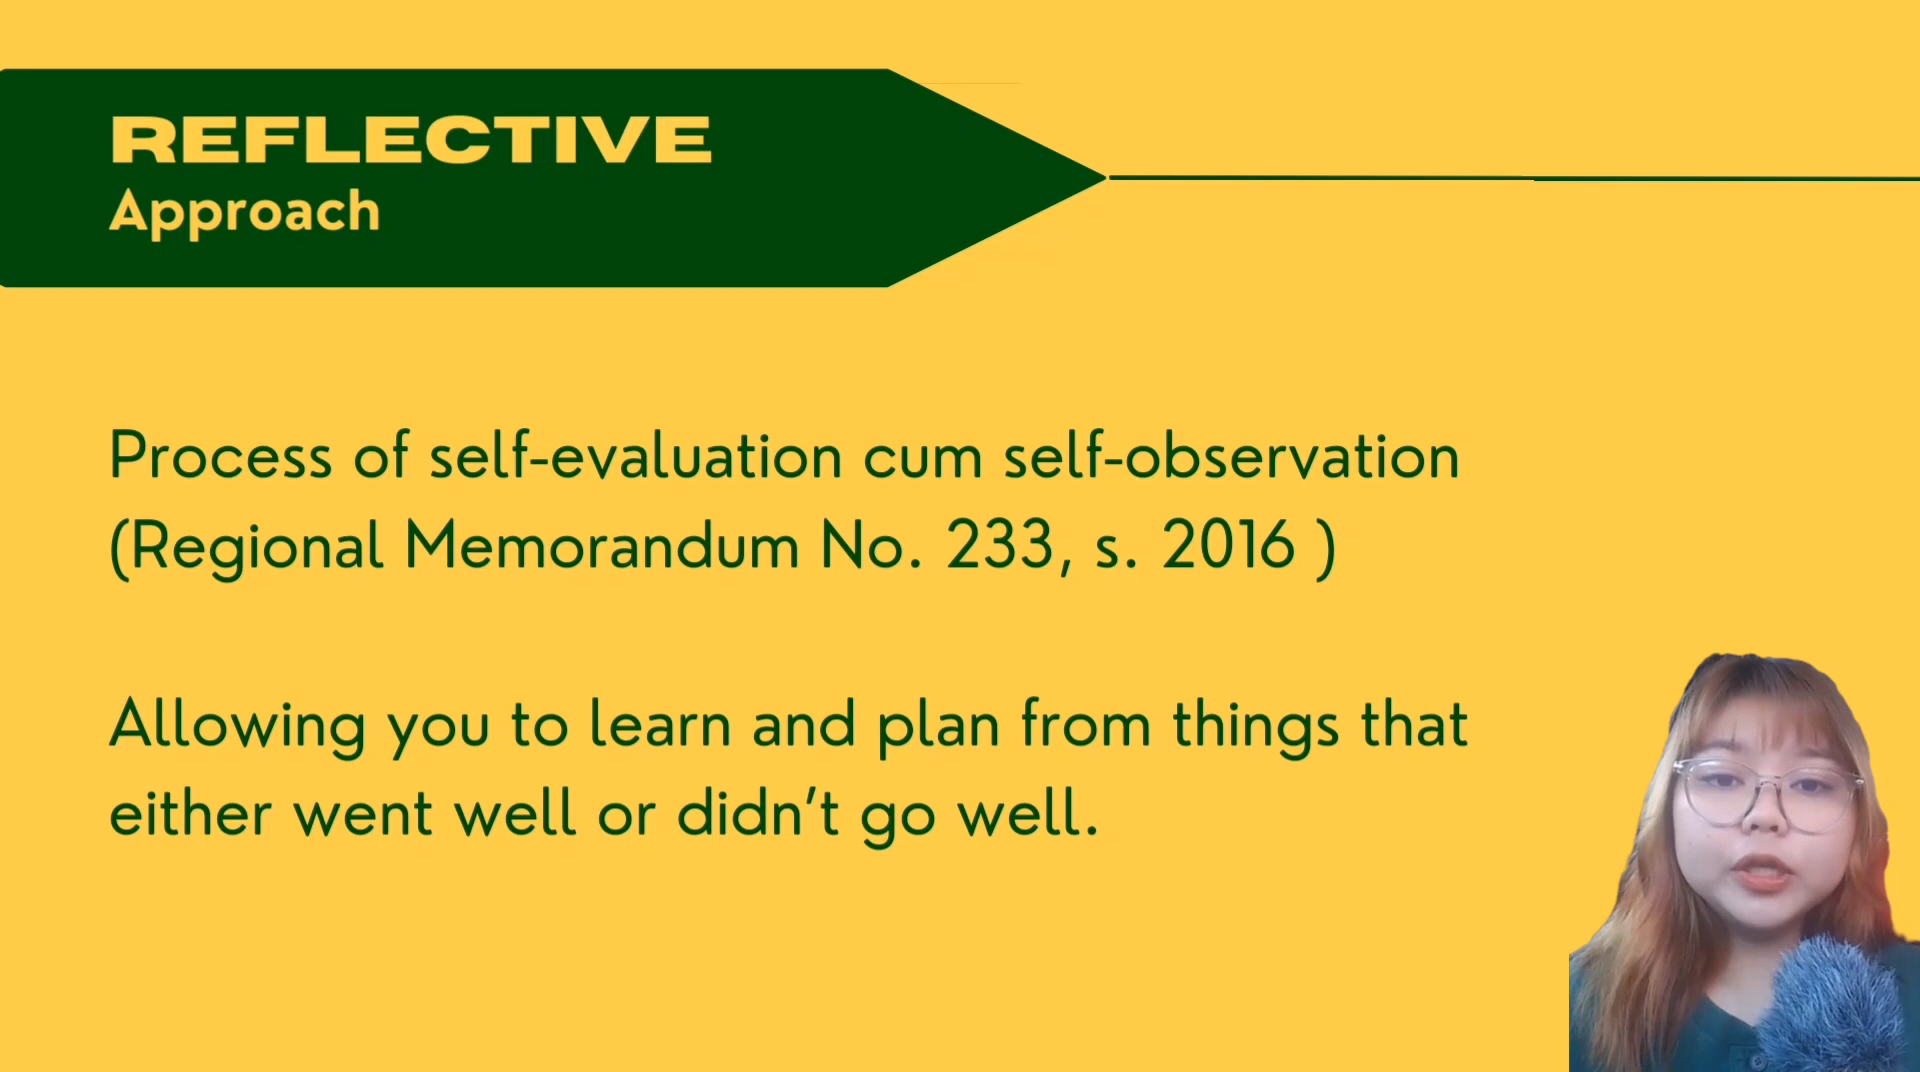 REFLECTIVE
Approach
Process of self-evaluation cum self-observation
(Regional Memorandum No. 233, s. 2016 )
Allowing you to learn and plan from things that
either went well or didn’t go well.